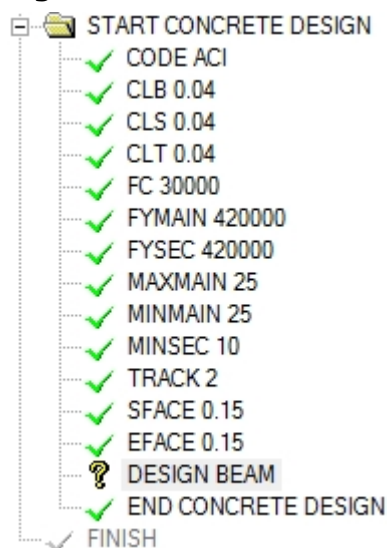 START CONCRETE DESIGN
CODE ACI
CLB 0.04
CLS 0.04
CLT 0.04
FC 30000
FYMAIN 420000
FYSEC 420000
MAXMAIN 25
MINMAIN 25
MINSEC 10
TRACK 2
SFACE 0.15
EFACE 0.15
DESIGN BEAM
END CONCRETE DESIGN
FINISH